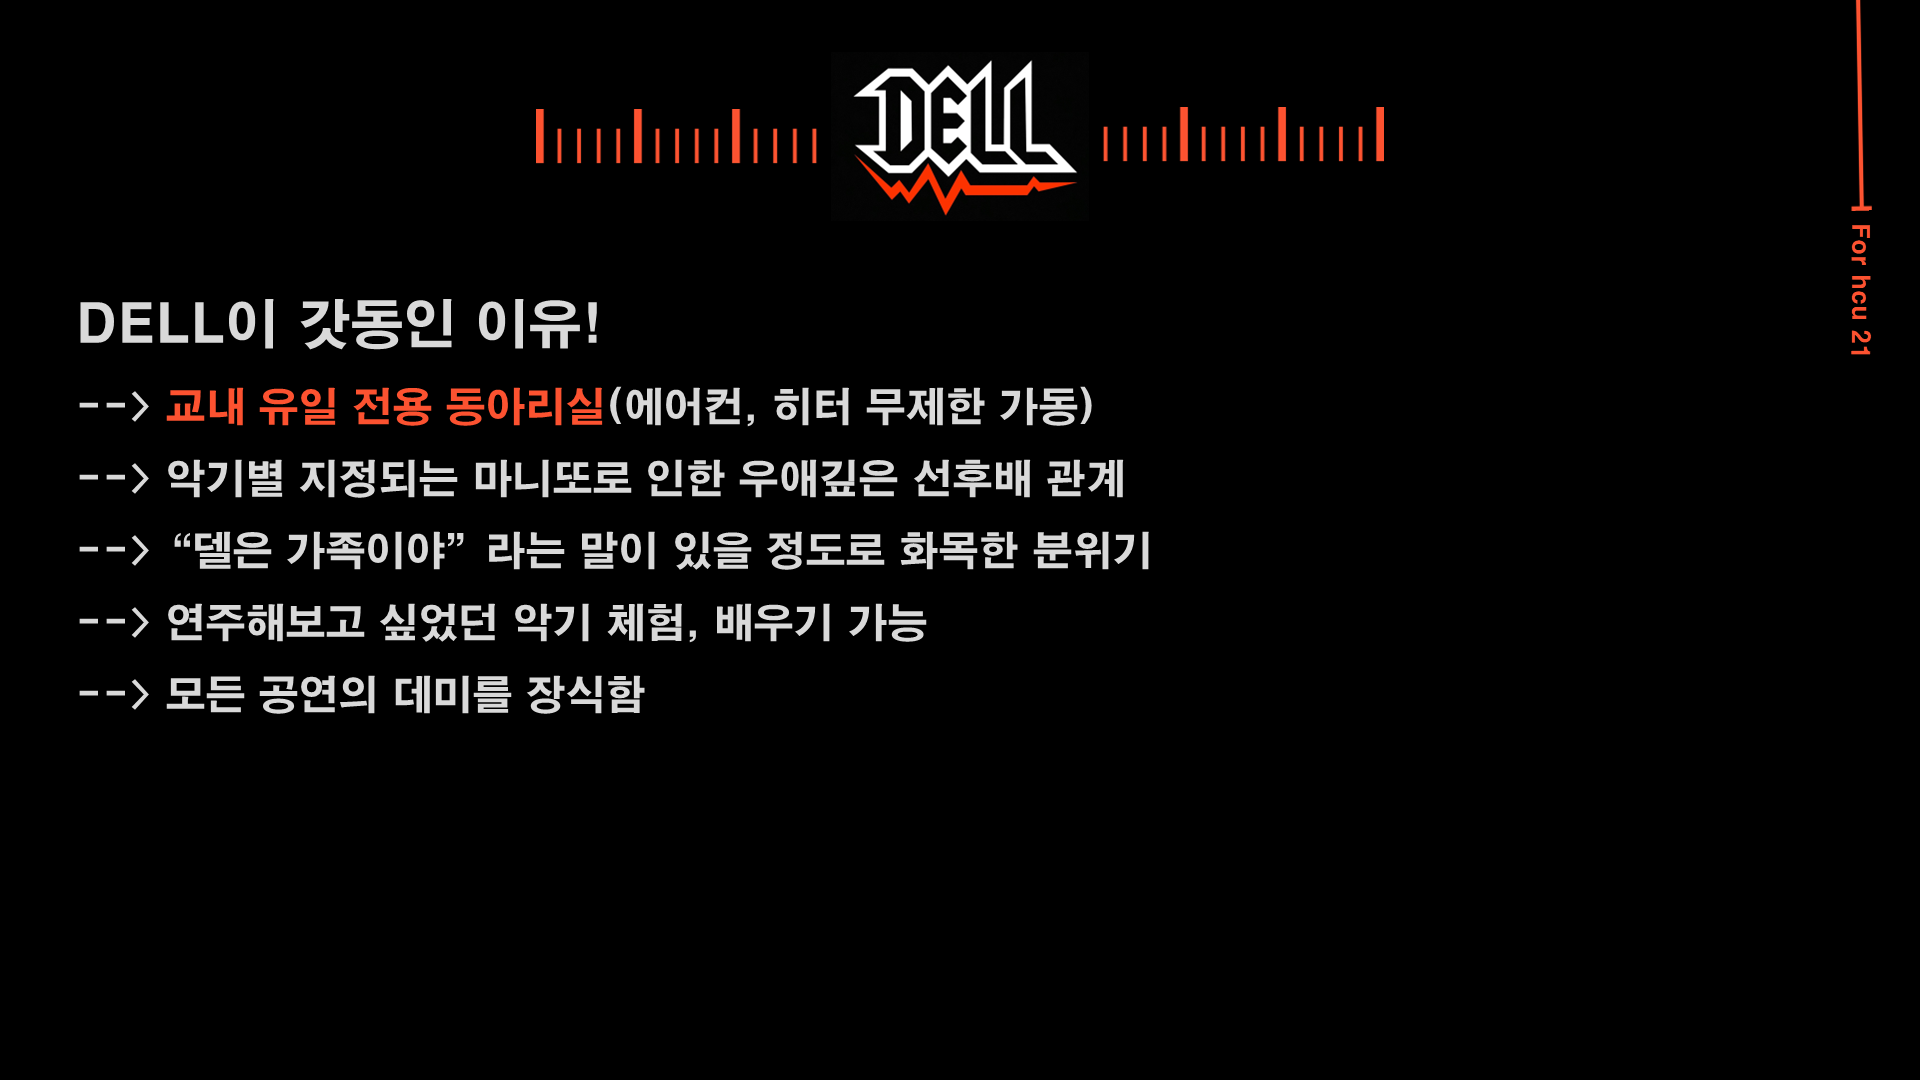 DELL
For hcu 21
DELL이 갓동인 이유!
--> 교내 유일 전용 동아리실(에어컨, 히터 무제한 가동)
--> 악기별 지정되는 마니또로 인한 우애깊은 선후배 관계
--> “델은 가족이야” 라는 말이 있을 정도로 화목한 분위기
--> 연주해보고 싶었던 악기 체험, 배우기 가능
--> 모든 공연의 데미를 장식함